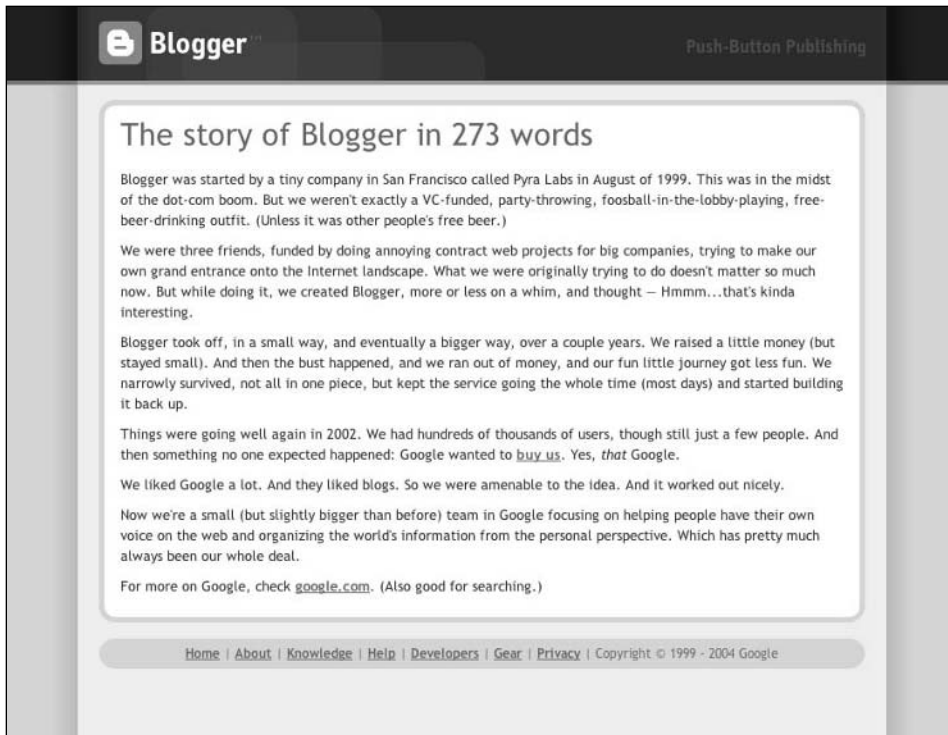 Blogger™
Push-Button Publishing
The story of Blogger in 273 words
Blogger was started by a tiny company in San Francisco called Pyra Labs in August of 1999. This was in the midst
of the dot-com boom. But we weren't exactly a VC-funded, party-throwing, foosball-in-the-lobby-playing, free-
beer-drinking outfit. (Unless it was other people's free beer.)
We were three friends, funded by doing annoying contract web projects for big companies, trying to make our
own grand entrance onto the Internet landscape. What we were originally trying to do doesn't matter so much
now. But while doing it, we created Blogger, more or less on a whim, and thought — Hmmm...that's kinda
interesting.
Blogger took off, in a small way, and eventually a bigger way, over a couple years. We raised a little money (but
stayed small). And then the bust happened, and we ran out of money, and our fun little journey got less fun. We
narrowly survived, not all in one piece, but kept the service going the whole time (most days) and started building
it back up.
Things were going well again in 2002. We had hundreds of thousands of users, though still just a few people. And
then something no one expected happened: Google wanted to buy us. Yes, that Google.
We liked Google a lot. And they liked blogs. So we were amenable to the idea. And it worked out nicely.
Now we're a small (but slightly bigger than before) team in Google focusing on helping people have their own
voice on the web and organizing the world's information from the personal perspective. Which has pretty much
always been our whole deal.
For more on Google, check google.com. (Also good for searching.)
Home | About | Knowledge | Help | Developers | Gear | Privacy | Copyright © 1999 - 2004 Google